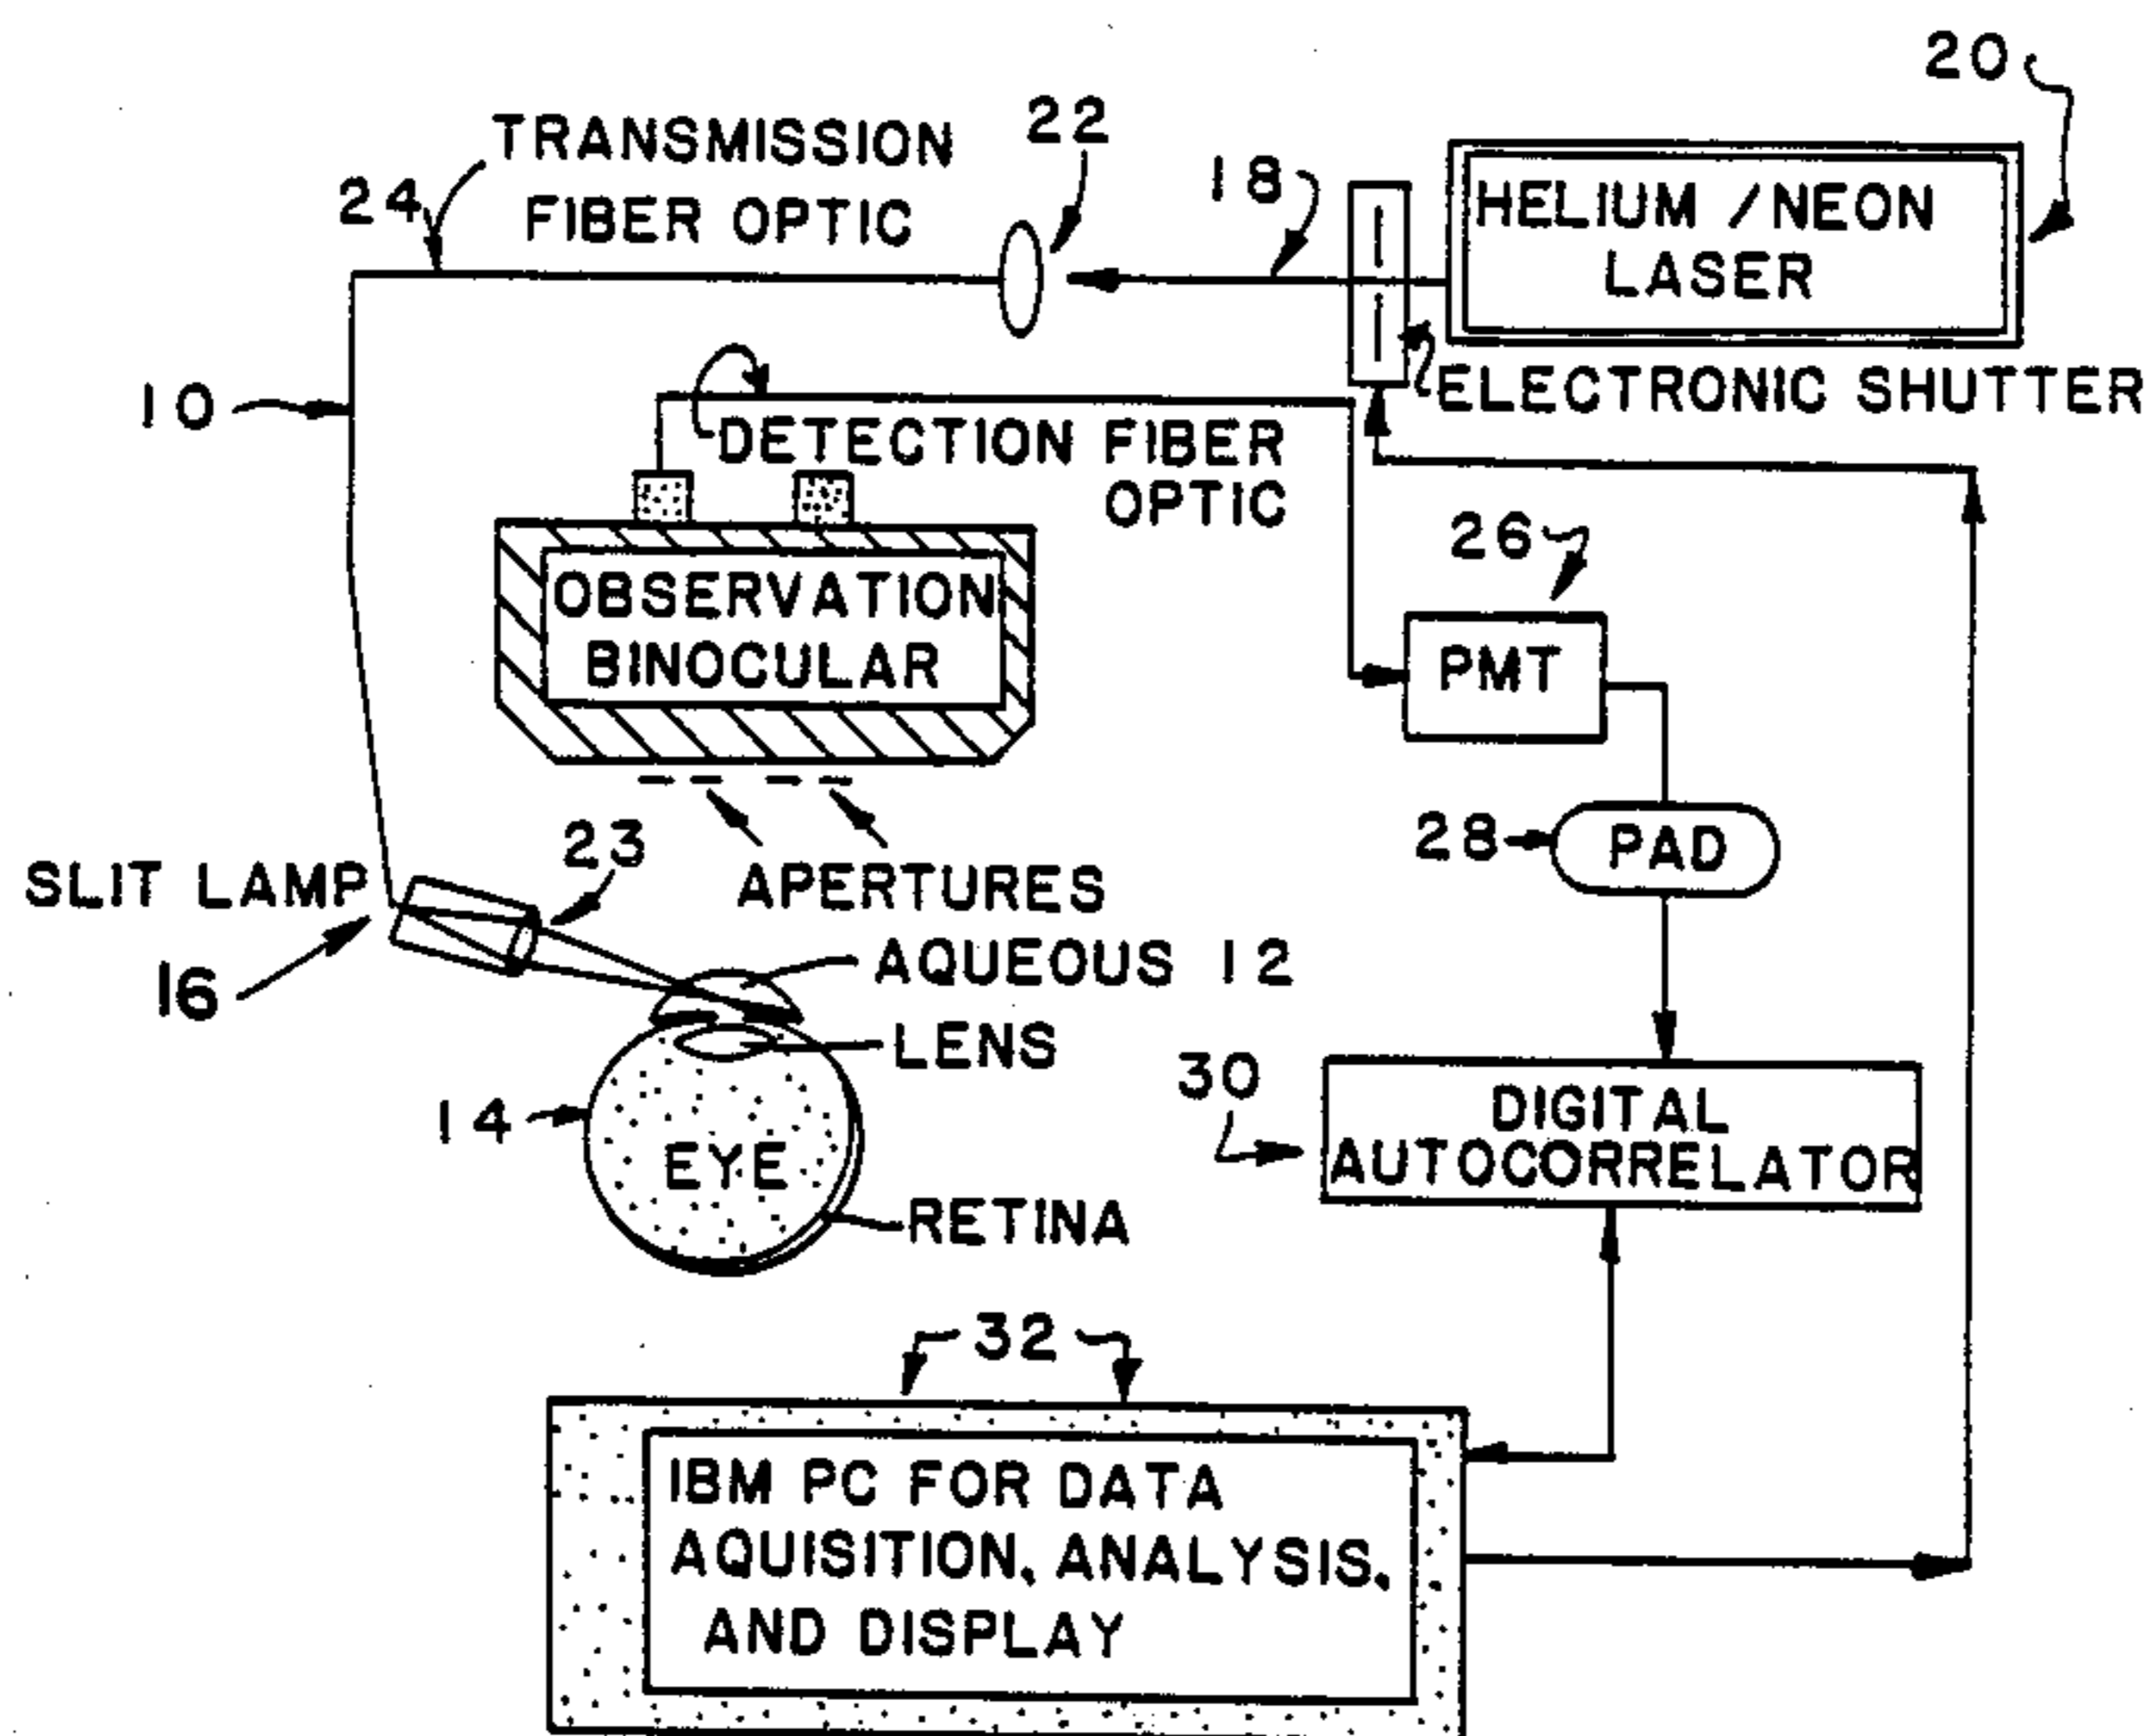 20
TRANSMISSION
FIBER OPTIC
22
18
24
HELIUM / NEON
LASER
10
ELECTRONIC SHUTTER
DETECTION FIBER
OPTIC
26
OBSERVATION
BINOCULAR
PMT
28
PAD
23
SLIT LAMP
APERTURES
16
AQUEOUS 12
LENS
30
14
EYE
DIGITAL
AUTOCORRELATOR
RETINA
32
IBM PC FOR DATA
AQUISITION, ANALYSIS,
AND DISPLAY